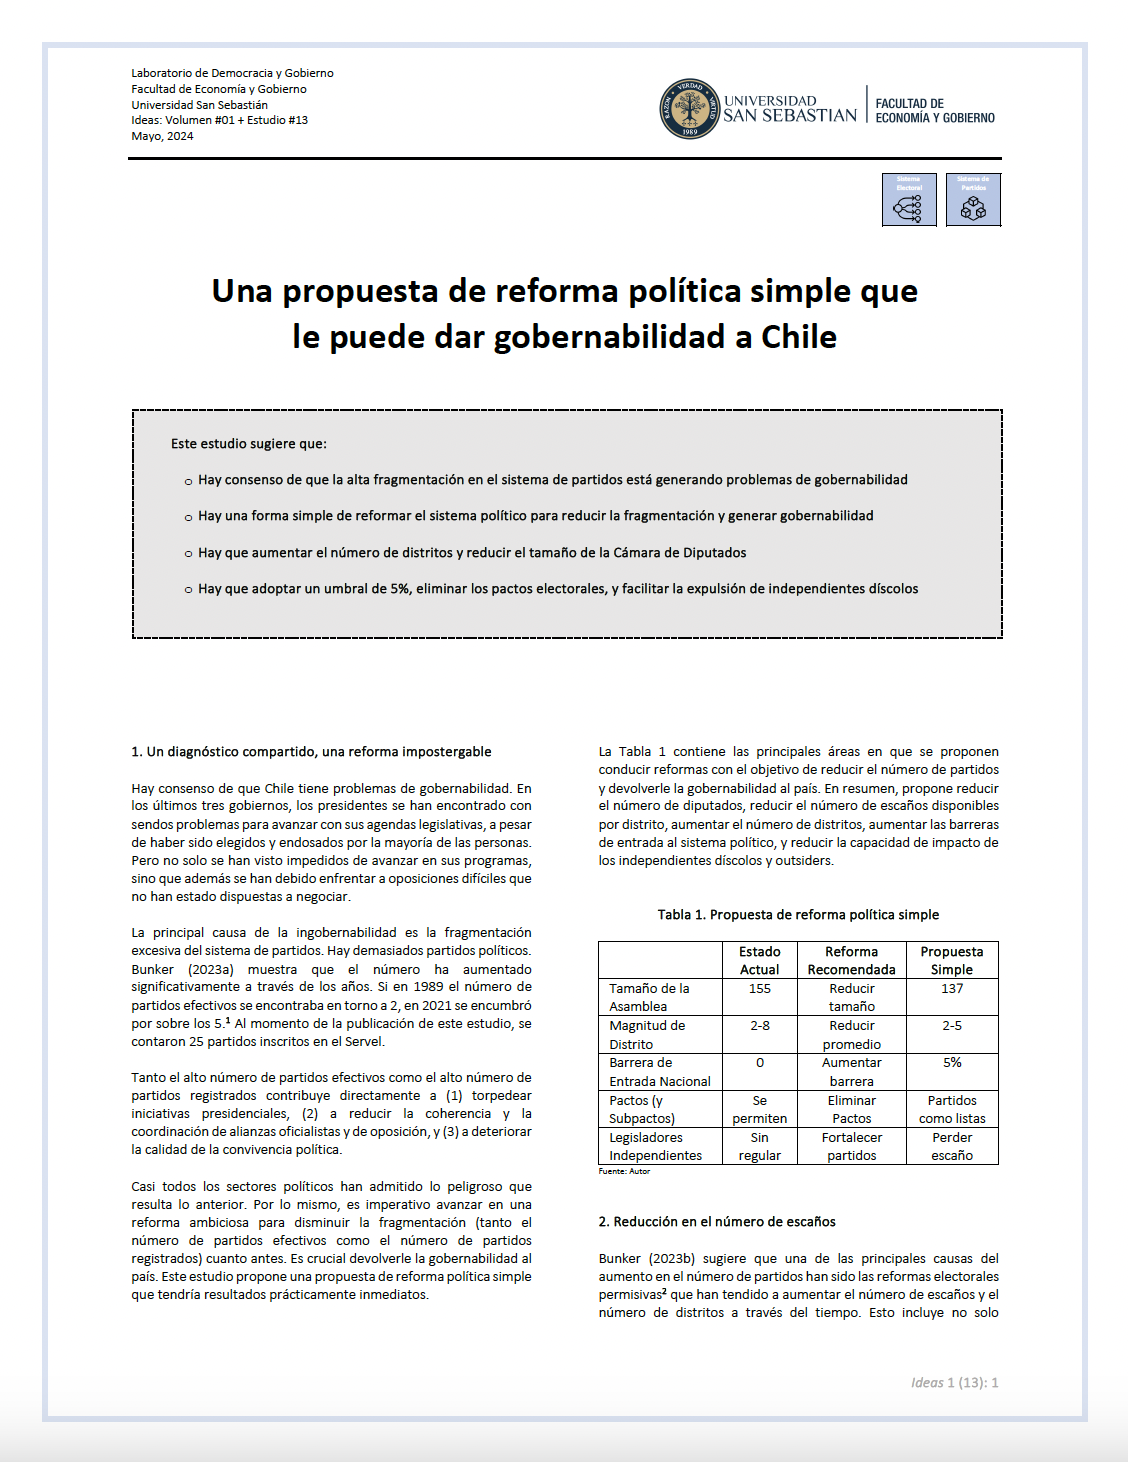 Laboratorio de Democracia y Gobierno
Facultad de Economía y Gobierno
Universidad San Sebastián
Ideas: Volumen #01 + Estudio #13
Mayo, 2024
RAZÓN • VERDAD • VIRTUD
1989
UNIVERSIDAD
SAN SEBASTIAN
FACULTAD DE
ECONOMÍA Y GOBIERNO
Sistema
Electoral
Sistema de
Partidos
Una propuesta de reforma política simple que
le puede dar gobernabilidad a Chile
Este estudio sugiere que:
o Hay consenso de que la alta fragmentación en el sistema de partidos está generando problemas de gobernabilidad
o Hay una forma simple de reformar el sistema político para reducir la fragmentación y generar gobernabilidad
o Hay que aumentar el número de distritos y reducir el tamaño de la Cámara de Diputados
o Hay que adoptar un umbral de 5%, eliminar los pactos electorales, y facilitar la expulsión de independientes díscolos
1. Un diagnóstico compartido, una reforma impostergable
Hay consenso de que Chile tiene problemas de gobernabilidad. En
los últimos tres gobiernos, los presidentes se han encontrado con
sendos problemas para avanzar con sus agendas legislativas, a pesar
de haber sido elegidos y endosados por la mayoría de las personas.
Pero no solo se han visto impedidos de avanzar en sus programas,
sino que además se han debido enfrentar a oposiciones difíciles que
no han estado dispuestas a negociar.
La principal causa de la ingobernabilidad es la fragmentación
excesiva del sistema de partidos. Hay demasiados partidos políticos.
Bunker (2023a) muestra que el número ha aumentado
significativamente a través de los años. Si en 1989 el número de
partidos efectivos se encontraba en torno a 2, en 2021 se encumbró
por sobre los 5.¹ Al momento de la publicación de este estudio, se
contaron 25 partidos inscritos en el Servel.
Tanto el alto número de partidos efectivos como el alto número de
partidos registrados contribuye directamente a (1) torpedear
iniciativas presidenciales, (2) a reducir la coherencia y la
coordinación de alianzas oficialistas y de oposición, y (3) a deteriorar
la calidad de la convivencia política.
Casi todos los sectores políticos han admitido lo peligroso que
resulta lo anterior. Por lo mismo, es imperativo avanzar en una
reforma ambiciosa para disminuir la fragmentación (tanto el
número de partidos efectivos como el número de partidos
registrados) cuanto antes. Es crucial devolverle la gobernabilidad al
país. Este estudio propone una propuesta de reforma política simple
que tendría resultados prácticamente inmediatos.
La Tabla 1 contiene las principales áreas en que se proponen
conducir reformas con el objetivo de reducir el número de partidos
y devolverle la gobernabilidad al país. En resumen, propone reducir
el número de diputados, reducir el número de escaños disponibles
por distrito, aumentar el número de distritos, aumentar las barreras
de entrada al sistema político, y reducir la capacidad de impacto de
los independientes díscolos y outsiders.
Tabla 1. Propuesta de reforma política simple
Estado Reforma Propuesta
Actual Recomendada Simple
Tamaño de la 155 Reducir 137
Asamblea tamaño
Magnitud de 2-8 Reducir 2-5
Distrito promedio
Barrera de 0 Aumentar 5%
Entrada Nacional barrera
Pactos (y Se Eliminar Partidos
Subpactos) permiten Pactos como listas
Legisladores Sin Fortalecer Perder
Independientes regular partidos escaño
Fuente: Autor
2. Reducción en el número de escaños
Bunker (2023b) sugiere que una de las principales causas del
aumento en el número de partidos han sido las reformas electorales
permisivas² que han tendido a aumentar el número de escaños y el
número de distritos a través del tiempo. Esto incluye no solo
Ideas 1 (13): 1